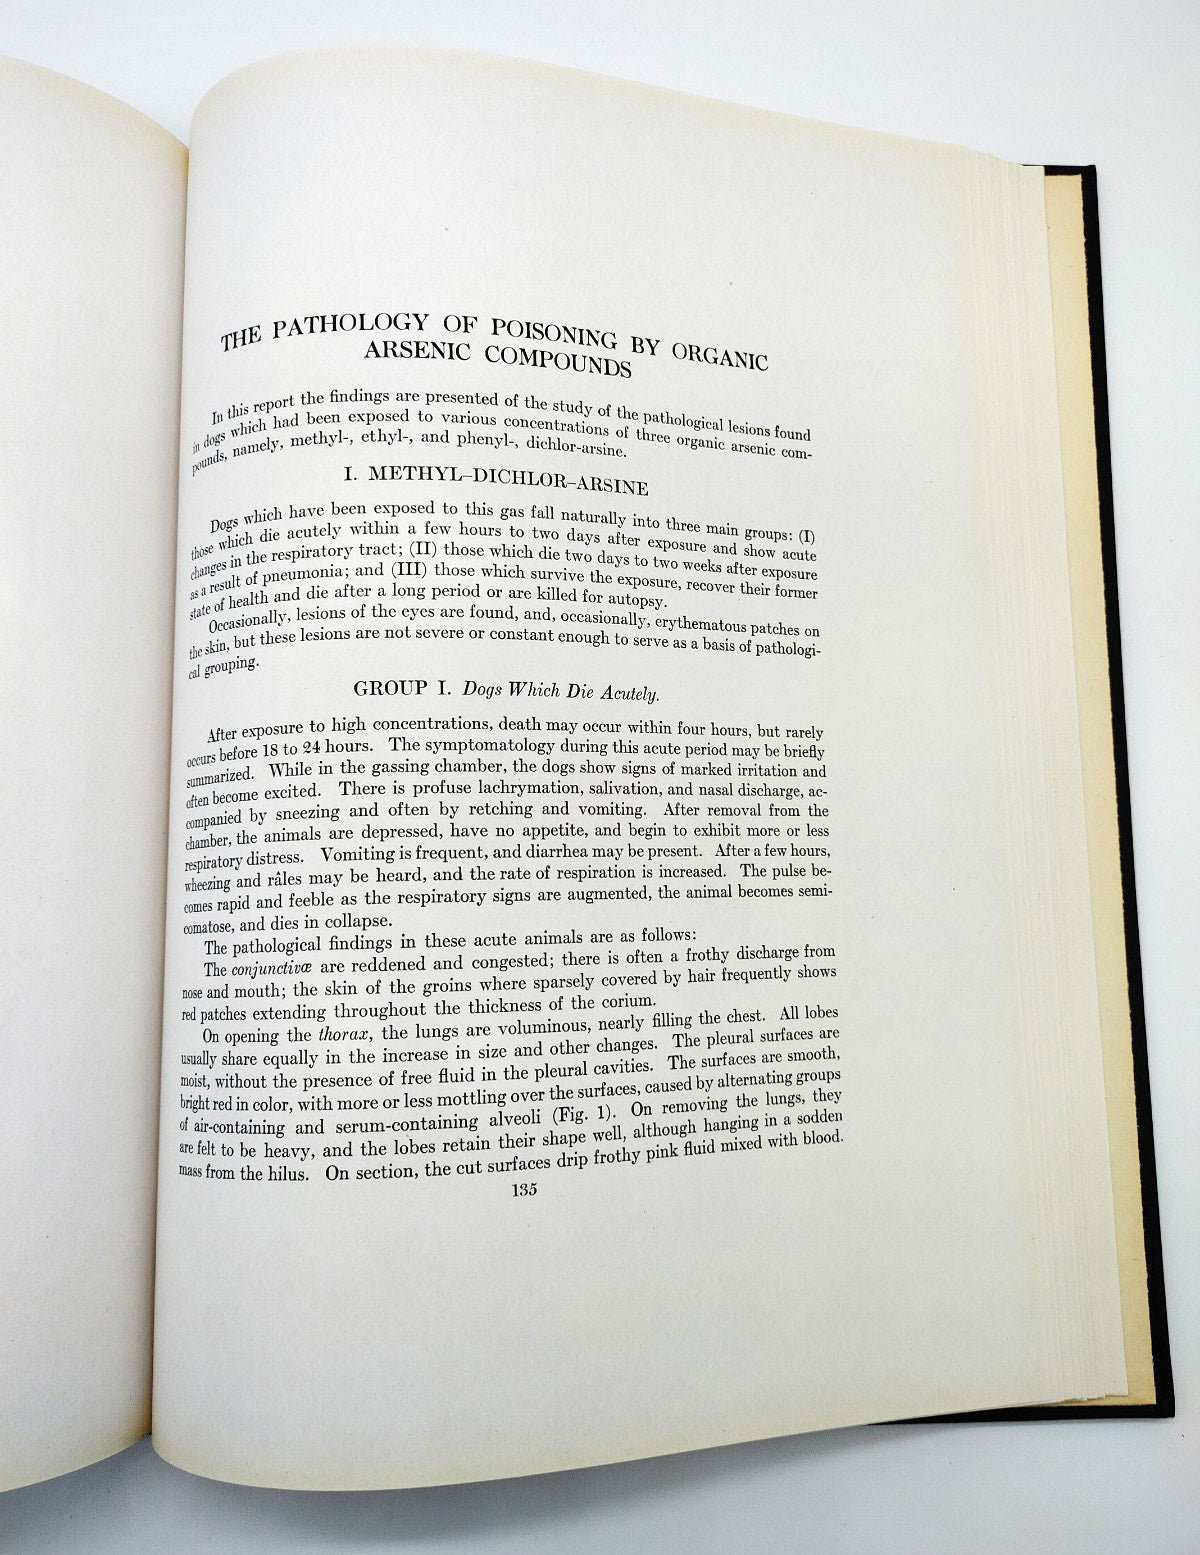 THE PATHOLOGY OF POISONING BY ORGANIC
ARSENIC COMPOUNDS
In this report the findings are presented of the study of the pathological lesions found
in dogs which had been exposed to various concentrations of three organic arsenic com-
pounds, namely, methyl-, ethyl-, and phenyl-, dichlor-arsine.
I. METHYL-DICHLOR-ARSINE
Dogs which have been exposed to this gas fall naturally into three main groups: (I)
those which die acutely within a few hours to two days after exposure and show acute
changes in the respiratory tract; (II) those which die two days to two weeks after exposure
as a result of pneumonia; and (III) those which survive the exposure, recover their former
state of health and die after a long period or are killed for autopsy.
Occasionally, lesions of the eyes are found, and, occasionally, erythematous patches on
the skin, but these lesions are not severe or constant enough to serve as a basis of pathologi-
cal grouping.
GROUP I. Dogs Which Die Acutely.
After exposure to high concentrations, death may occur within four hours, but rarely
occurs before 18 to 24 hours. The symptomatology during this acute period may be briefly
summarized. While in the gassing chamber, the dogs show signs of marked irritation and
often become excited. There is profuse lachrymation, salivation, and nasal discharge, ac-
companied by sneezing and often by retching and vomiting. After removal from the
chamber, the animals are depressed, have no appetite, and begin to exhibit more or less
respiratory distress. Vomiting is frequent, and diarrhea may be present. After a few hours,
wheezing and râles may be heard, and the rate of respiration is increased. The pulse be-
comes rapid and feeble as the respiratory signs are augmented, the animal becomes semi-
comatose, and dies in collapse.
The pathological findings in these acute animals are as follows:
The conjunctivæ are reddened and congested; there is often a frothy discharge from
nose and mouth; the skin of the groins where sparsely covered by hair frequently shows
red patches extending throughout the thickness of the corium.
On opening the thorax, the lungs are voluminous, nearly filling the chest. All lobes
usually share equally in the increase in size and other changes. The pleural surfaces are
moist, without the presence of free fluid in the pleural cavities. The surfaces are smooth,
bright red in color, with more or less mottling over the surfaces, caused by alternating groups
of air-containing and serum-containing alveoli (Fig. 1). On removing the lungs, they
are felt to be heavy, and the lobes retain their shape well, although hanging in a sodden
mass from the hilus. On section, the cut surfaces drip frothy pink fluid mixed with blood.
135